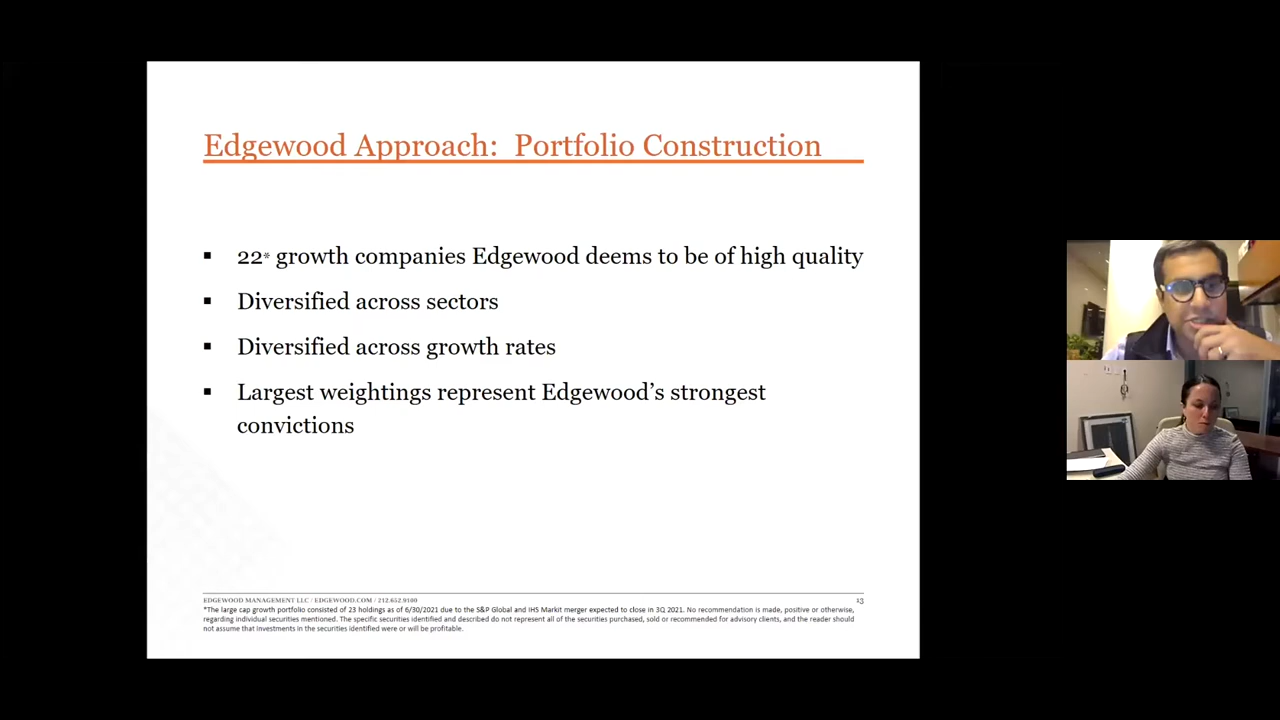 Edgewood Approach:  Portfolio Construction
▪ 22* growth companies Edgewood deems to be of high quality
▪ Diversified across sectors
▪ Diversified across growth rates
▪ Largest weightings represent Edgewood’s strongest
convictions
EDGEWOOD MANAGEMENT LLC / EDGEWOOD.COM / 212.652.9100
13
*The large cap growth portfolio consisted of 23 holdings as of 6/30/2021 due to the S&P Global and IHS Markit merger expected to close in 3Q 2021. No recommendation is made, positive or otherwise,
regarding individual securities mentioned. The specific securities identified and described do not represent all of the securities purchased, sold or recommended for advisory clients, and the reader should
not assume that investments in the securities identified were or will be profitable.